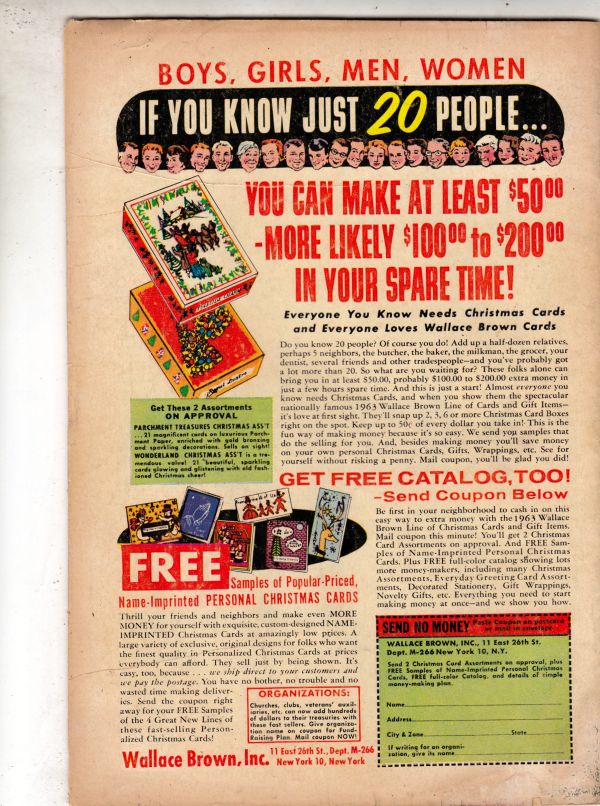 BOYS, GIRLS, MEN, WOMEN
IF YOU KNOW JUST 20 PEOPLE...
YOU CAN MAKE AT LEAST $50⁰⁰
-MORE LIKELY $100⁰⁰ to $200⁰⁰
IN YOUR SPARE TIME!
Everyone You Know Needs Christmas Cards
and Everyone Loves Wallace Brown Cards
Do you know 20 people? Of course you do! Add up a half-dozen relatives,
perhaps 5 neighbors, the butcher, the baker, the milkman, the grocer, your
dentist, several friends and other tradespeople—and you've probably got
a lot more than 20. So what are you waiting for? These folks alone can
bring you in at least $50.00, probably $100.00 to $200.00 extra money in
just a few hours spare time. And this is just a start! Almost everyone you
know needs Christmas Cards, and when you show them the spectacular
nationally famous 1963 Wallace Brown Line of Cards and Gift Items—
it's love at first sight. They'll snap up 2, 3, 6 or more Christmas Card Boxes
right on the spot. Keep up to 50¢ of every dollar you take in! This is the
fun way of making money because it's so easy. We send you samples that
do the selling for you. And, besides making money you'll save money
on your own personal Christmas Cards, Gifts, Wrappings, etc. See for
yourself without risking a penny. Mail coupon, you'll be glad you did!
Get These 2 Assortments
ON APPROVAL
PARCHMENT TREASURES CHRISTMAS ASS'T
...21 magnificent cards on luxurious Parch-
ment Paper, enriched with gold bronzing
and sparkling decorations. Sells on sight!
WONDERLAND CHRISTMAS ASS'T is a tre-
mendous value! 21 beautiful, sparkling
cards glowing and glistening with old fash-
ioned Christmas cheer!
GET FREE CATALOG, TOO!
–Send Coupon Below
Be first in your neighborhood to cash in on this
easy way to extra money with the 1963 Wallace
Brown Line of Christmas Cards and Gift Items.
Mail coupon this minute! You'll get 2 Christmas
Card Assortments on approval. And FREE Sam-
ples of Name-Imprinted Personal Christmas
Cards. Plus FREE full-color catalog showing lots
more money-makers, including many Christmas
Assortments, Everyday Greeting Card Assort-
ments, Decorated Stationery, Gift Wrappings,
Novelty Gifts, etc. Everything you need to start
making money at once—and we show you how.
FREE
Samples of Popular-Priced,
Name-Imprinted PERSONAL CHRISTMAS CARDS
Thrill your friends and neighbors and make even MORE
MONEY for yourself with exquisite, custom-designed NAME-
IMPRINTED Christmas Cards at amazingly low prices. A
large variety of exclusive, original designs for folks who want
the finest quality in Personalized Christmas Cards at prices
everybody can afford. They sell just by being shown. It's
easy, too, because . . . we ship direct to your customers and
we pay the postage. You have no bother, no trouble and no
wasted time making deliver-
ies. Send the coupon right
away for your FREE Samples
of the 4 Great New Lines of
these fast-selling Person-
alized Christmas Cards!
ORGANIZATIONS:
Churches, clubs, veterans' auxil-
iaries, etc. can now add hundreds
of dollars to their treasuries with
these fast sellers. Give organiza-
tion name on coupon for Fund-
Raising Plan. Mail coupon NOW!
Wallace Brown, Inc.
11 East 26th St., Dept. M-266
New York 10, New York
SEND NO MONEY
Paste Coupon on postcard
or mail in envelope
WALLACE BROWN, INC., 11 East 26th St.
Dept. M-266 New York 10, N.Y.
Send 2 Christmas Card Assortments on approval, plus
FREE Samples of Name-Imprinted Personal Christmas
Cards, FREE full-color Catalog, and details of simple
money-making plan.
Name
Address
City & Zone State
If writing for an organi-
zation, give its name